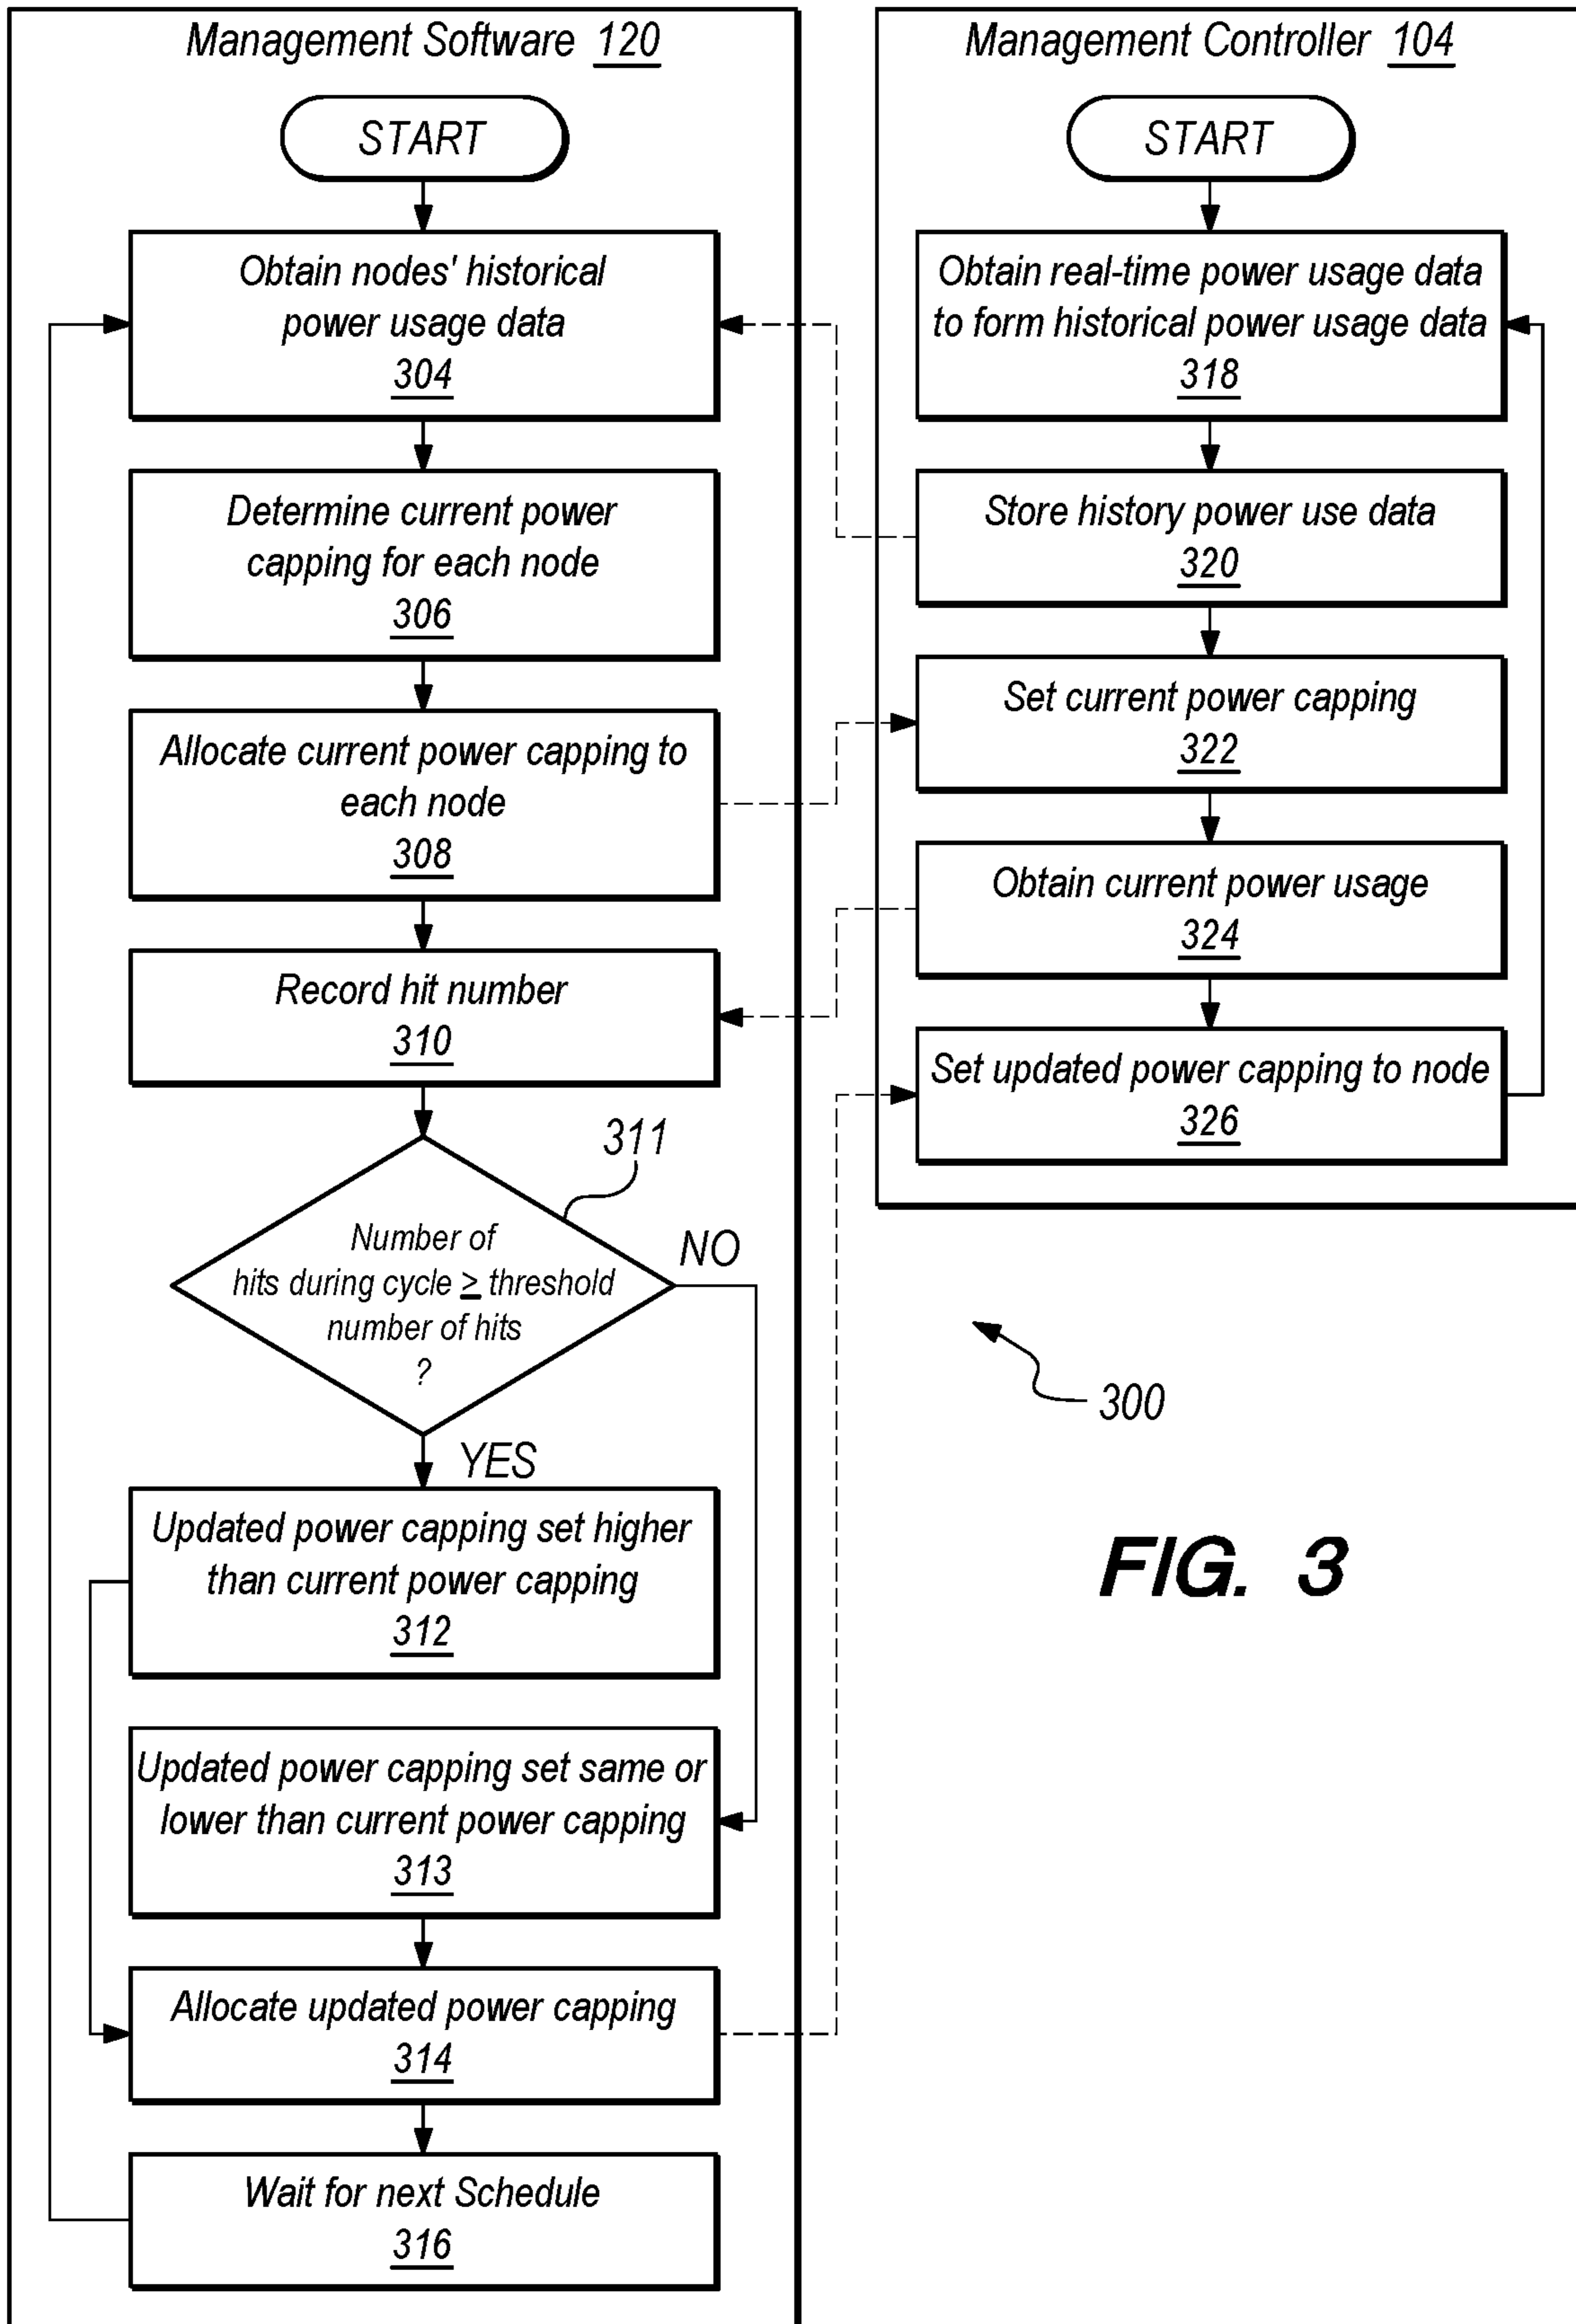 Management Software 120
START
Obtain nodes' historical
power usage data
304
Determine current power
capping for each node
306
Allocate current power capping to
each node
308
Record hit number
310
311
Number of
hits during cycle ≥ threshold
number of hits
?
NO
YES
Updated power capping set higher
than current power capping
312
Updated power capping set same or
lower than current power capping
313
Allocate updated power capping
314
Wait for next Schedule
316
Management Controller 104
START
Obtain real-time power usage data
to form historical power usage data
318
Store history power use data
320
Set current power capping
322
Obtain current power usage
324
Set updated power capping to node
326
300
FIG. 3